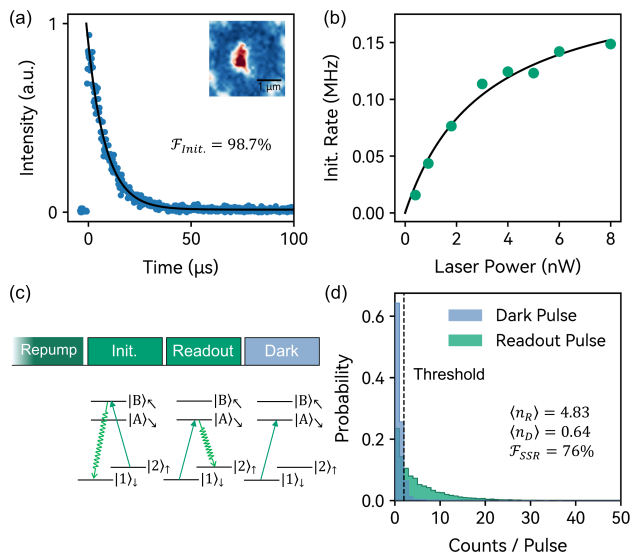 (a)
Intensity (a.u.)
1
0
1 μm
ℱInit. = 98.7%
0
50
100
Time (μs)
(b)
Init. Rate (MHz)
0.15
0.10
0.05
0.00
0
2
4
6
8
Laser Power (nW)
(c)
Repump
Init.
Readout
Dark
|B⟩↖
|A⟩↘
|2⟩↑
|1⟩↓
|B⟩↖
|A⟩↘
|2⟩↑
|1⟩↓
|B⟩↖
|A⟩↘
|2⟩↑
|1⟩↓
(d)
Probability
0.6
0.4
0.2
0.0
Dark Pulse
Readout Pulse
Threshold
⟨nR⟩ = 4.83
⟨nD⟩ = 0.64
ℱSSR = 76%
0
10
20
30
40
50
Counts / Pulse